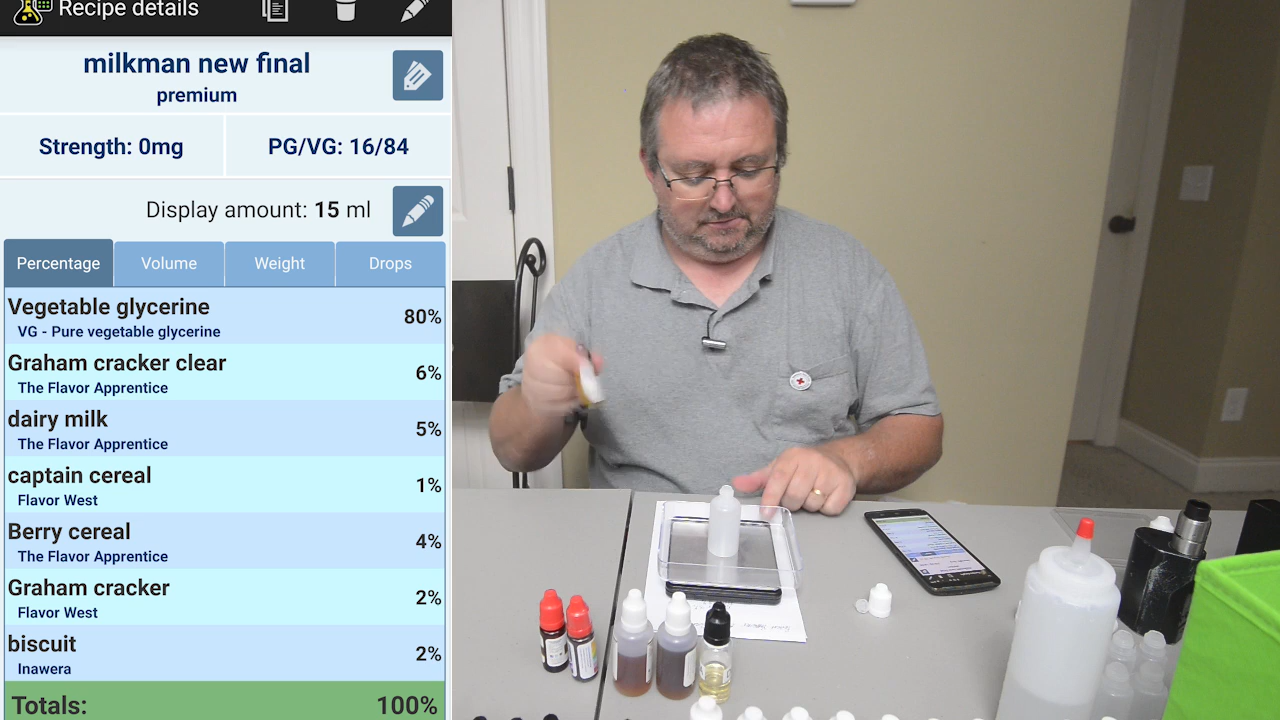 Recipe details
milkman new final
premium
Strength: 0mg
PG/VG: 16/84
Display amount: 15 ml
Percentage
Volume
Weight
Drops
Vegetable glycerine
80%
VG - Pure vegetable glycerine
Graham cracker clear
6%
The Flavor Apprentice
dairy milk
5%
The Flavor Apprentice
captain cereal
1%
Flavor West
Berry cereal
4%
The Flavor Apprentice
Graham cracker
2%
Flavor West
biscuit
2%
Inawera
Totals:
100%